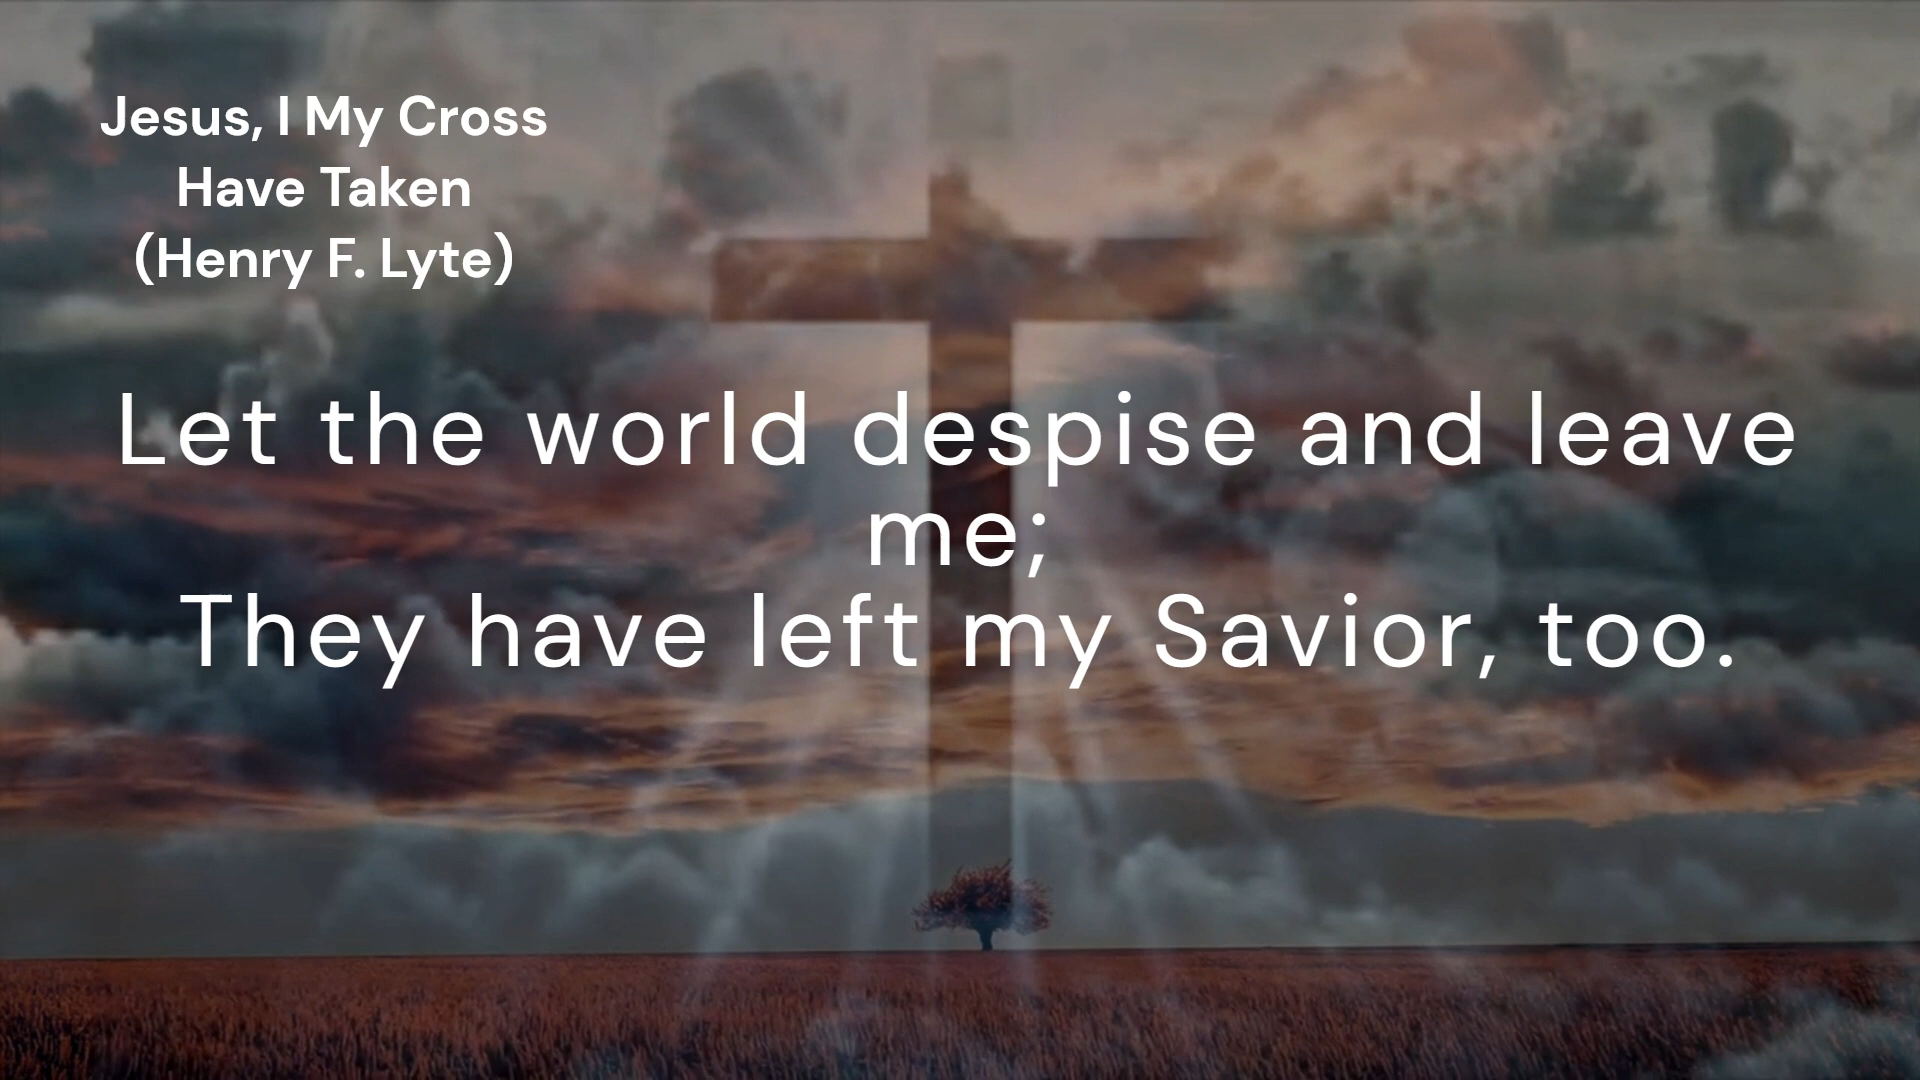 Jesus, I My Cross
Have Taken
(Henry F. Lyte)
Let the world despise and leave
me;
They have left my Savior, too.